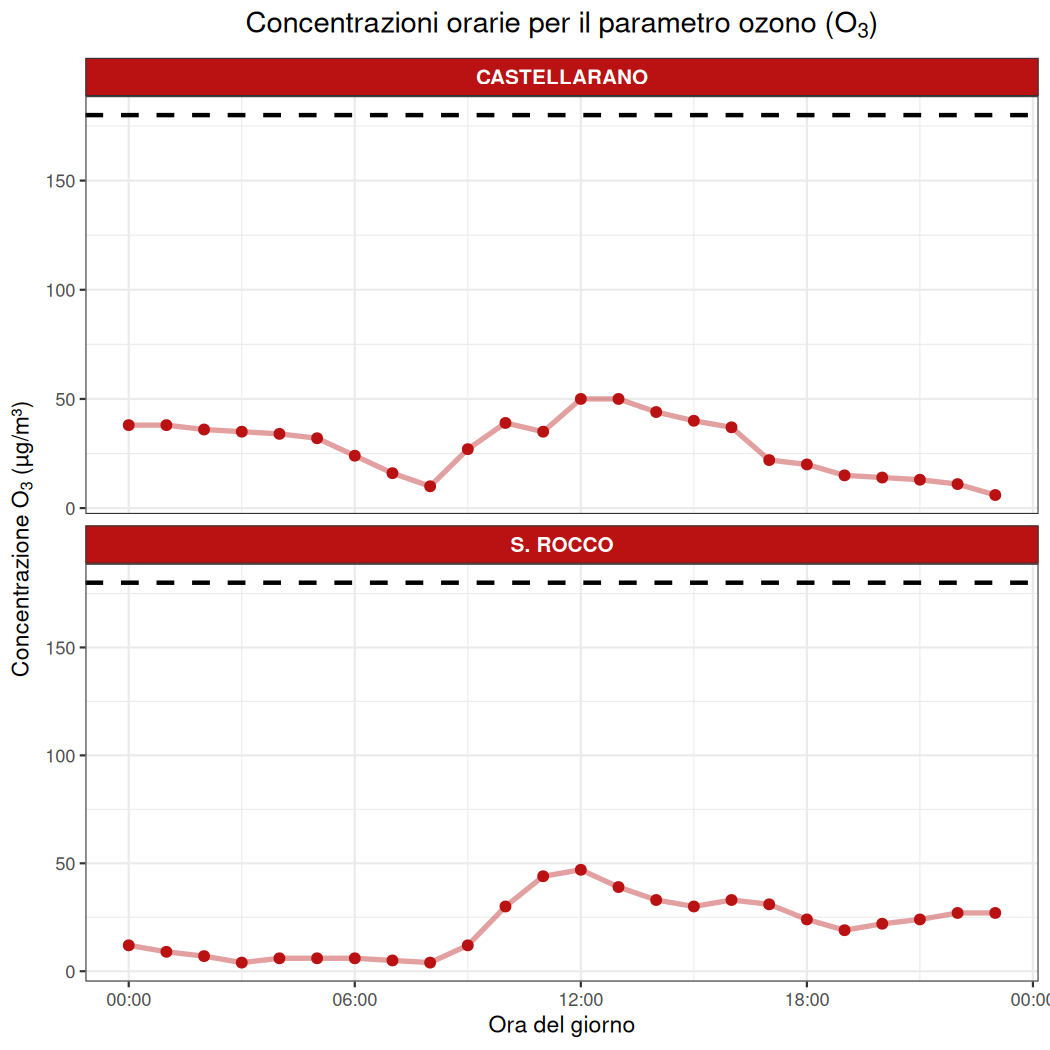 Concentrazioni orarie per il parametro ozono (O₃)
CASTELLARANO
150
100
50
0
Concentrazione O₃ (µg/m³)
S. ROCCO
150
100
50
0
00:00 06:00 12:00 18:00 00:00
Ora del giorno